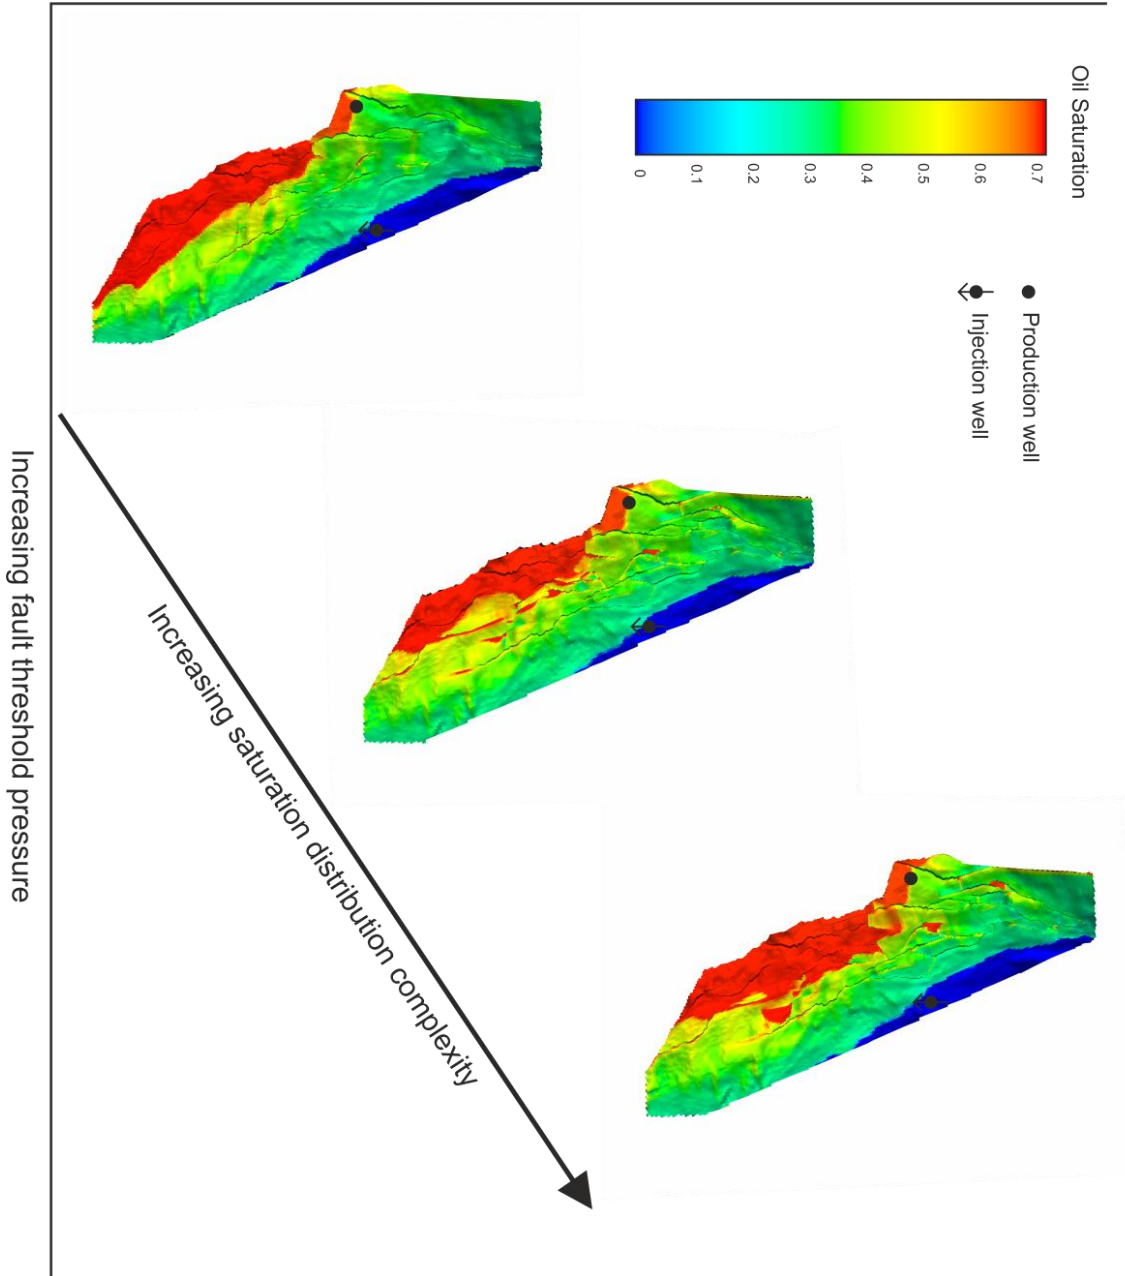 Oil Saturation
0
0.1
0.2
0.3
0.4
0.5
0.6
0.7
Production well
Injection well
Increasing saturation distribution complexity
Increasing fault threshold pressure